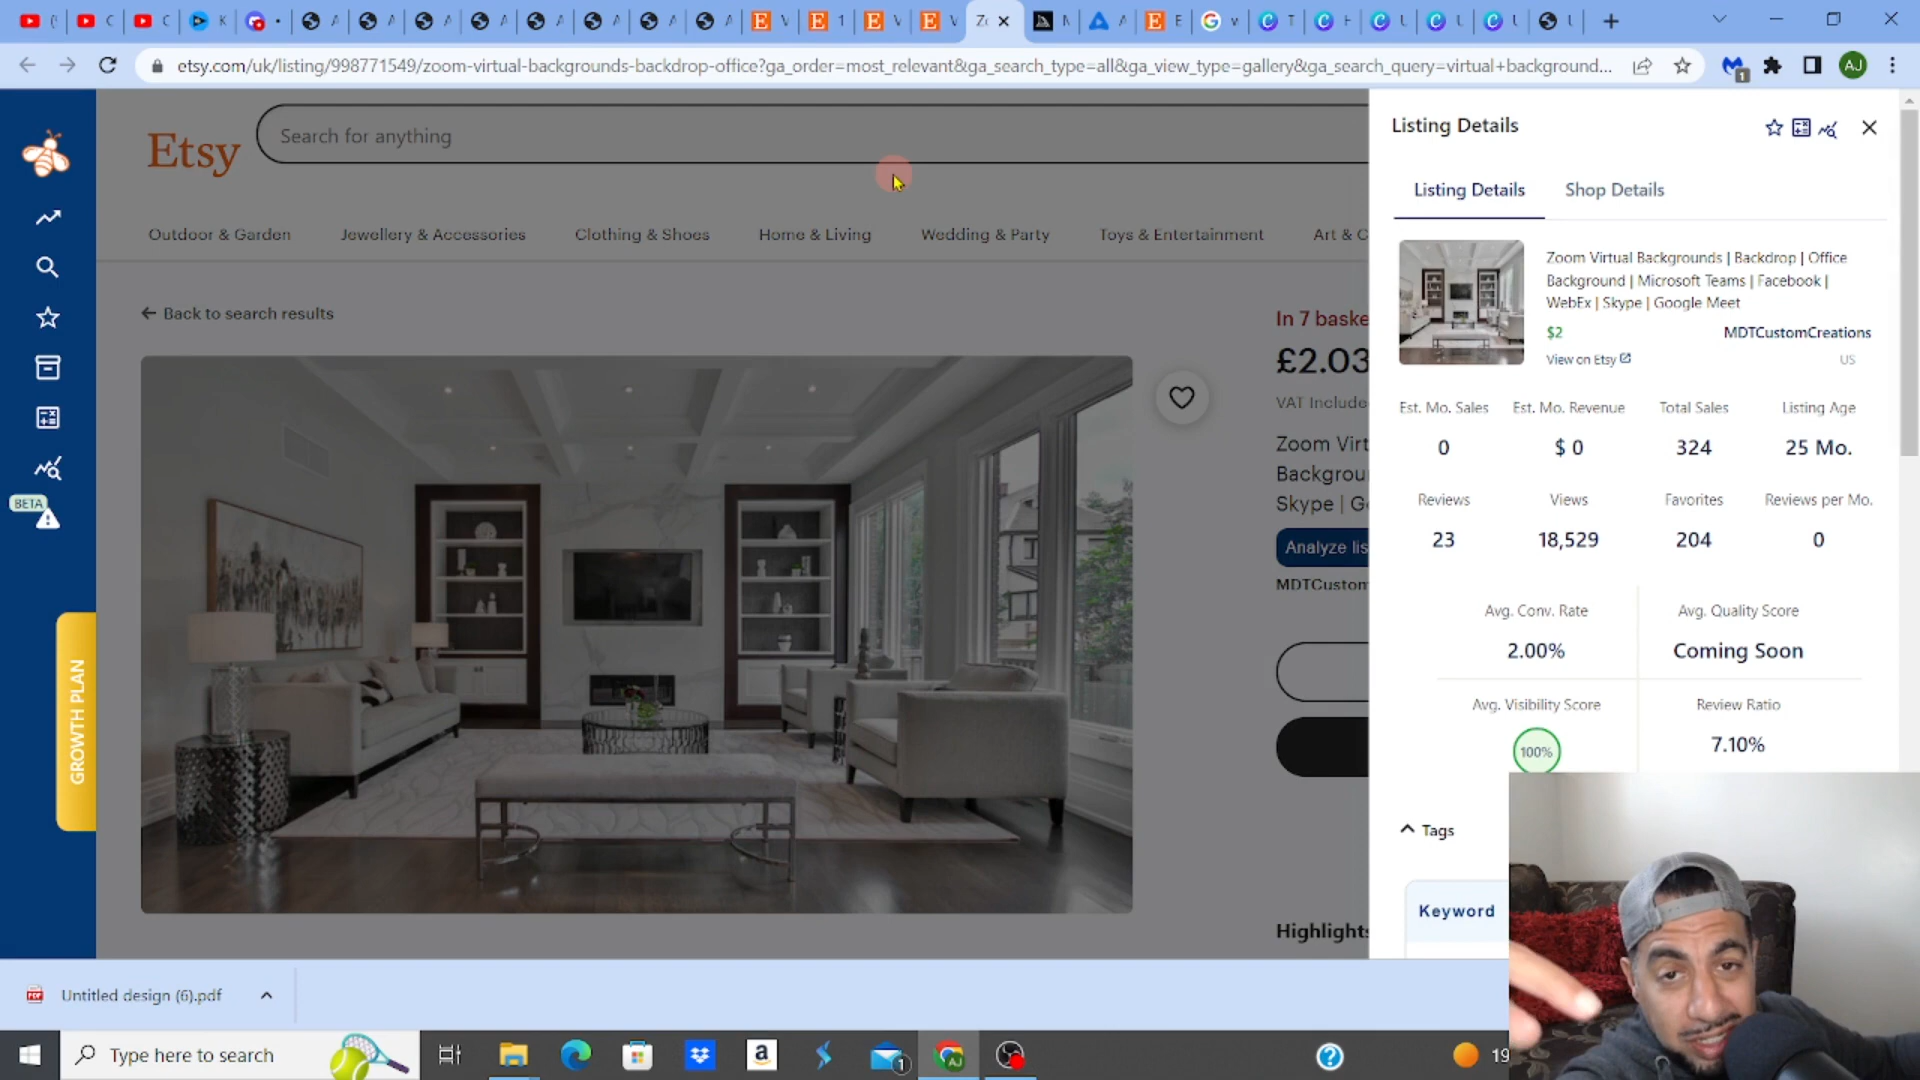 etsy.com/uk/listing/998771549/zoom-virtual-backgrounds-backdrop-office?ga_order=most_relevant&ga_search_type=all&ga_view_type=gallery&ga_search_query=virtual+background...
1
AJ
Etsy
Search for anything
Outdoor & Garden
Jewellery & Accessories
Clothing & Shoes
Home & Living
Wedding & Party
Toys & Entertainment
Art & C
Back to search results
In 7 baske
£2.03
VAT Include
Zoom Virt
Backgrou
Skype | G
Analyze lis
MDTCustom
Highlights
BETA
GROWTH PLAN
Listing Details
Listing Details
Shop Details
Zoom Virtual Backgrounds | Backdrop | Office
Background | Microsoft Teams | Facebook |
WebEx | Skype | Google Meet
$2
MDTCustomCreations
View on Etsy
US
Est. Mo. Sales
Est. Mo. Revenue
Total Sales
Listing Age
0
$ 0
324
25 Mo.
Reviews
Views
Favorites
Reviews per Mo.
23
18,529
204
0
Avg. Conv. Rate
Avg. Quality Score
2.00%
Coming Soon
Avg. Visibility Score
Review Ratio
100%
7.10%
Tags
Keyword
PDF
Untitled design (6).pdf
Type here to search
a
1
AJ
19